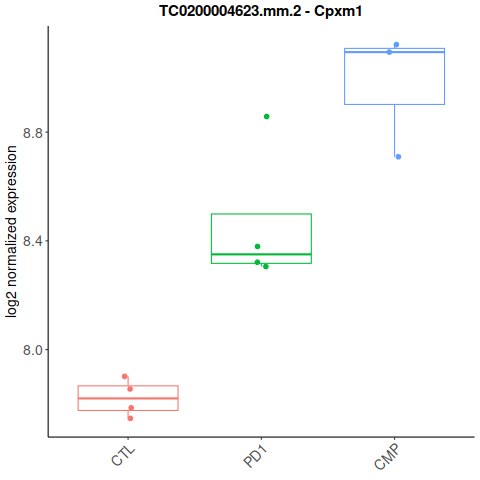 TC0200004623.mm.2 - Cpxm1
log2 normalized expression
8.8
8.4
8.0
CTL
PD1
CMP